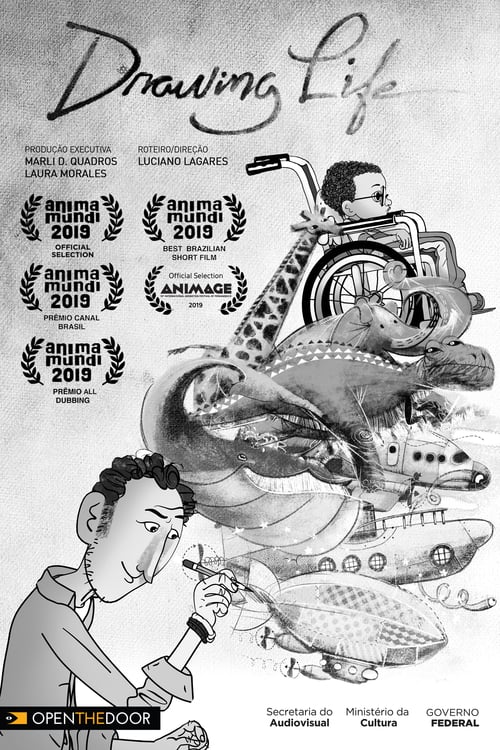 Drawing Life
PRODUÇÃO EXECUTIVA
MARLI D. QUADROS
LAURA MORALES
ROTEIRO/DIREÇÃO
LUCIANO LAGARES
anima
mundi
2019
OFFICIAL
SELECTION
anima
mundi
2019
BEST BRAZILIAN
SHORT FILM
anima
mundi
2019
PRÊMIO CANAL
BRASIL
Official Selection
ANIMAGE
2019
anima
mundi
2019
PRÊMIO ALL
DUBBING
OPENTHEDOOR
Secretaria do
Audiovisual
Ministério da
Cultura
GOVERNO
FEDERAL